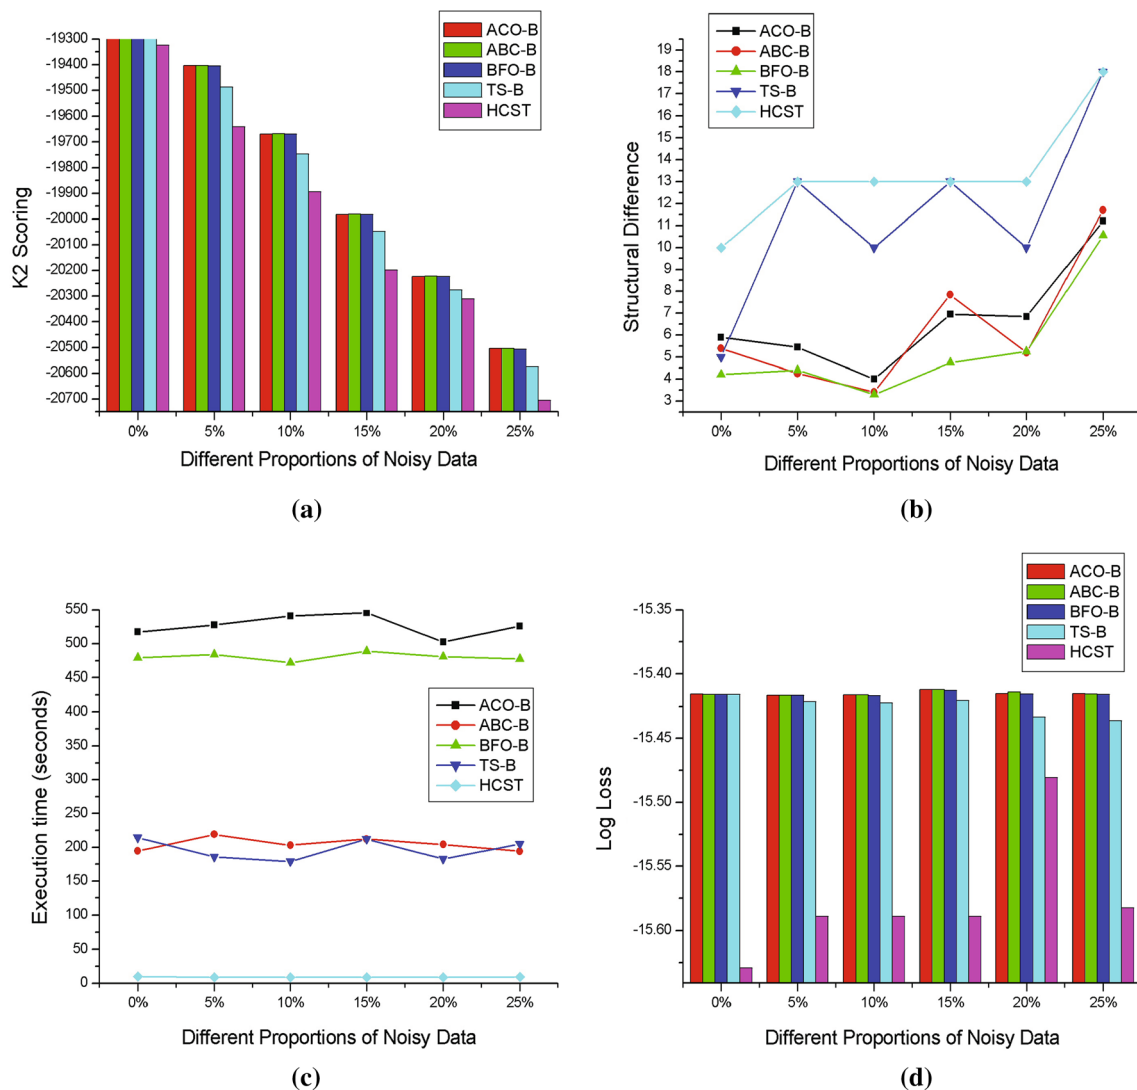 ACO-B
ABC-B
BFO-B
TS-B
HCST
-19300
-19400
-19500
-19600
-19700
-19800
-19900
-20000
-20100
-20200
-20300
-20400
-20500
-20600
-20700
K2 Scoring
0% 5% 10% 15% 20% 25%
Different Proportions of Noisy Data
(a)
ACO-B
ABC-B
BFO-B
TS-B
HCST
19
18
17
16
15
14
13
12
11
10
9
8
7
6
5
4
3
Structural Difference
0% 5% 10% 15% 20% 25%
Different Proportions of Noisy Data
(b)
550
500
450
400
350
300
250
200
150
100
50
0
Execution time (seconds)
ACO-B
ABC-B
BFO-B
TS-B
HCST
0% 5% 10% 15% 20% 25%
Different Proportions of Noisy Data
(c)
ACO-B
ABC-B
BFO-B
TS-B
HCST
-15.35
-15.40
-15.45
-15.50
-15.55
-15.60
Log Loss
0% 5% 10% 15% 20% 25%
Different Proportions of Noisy Data
(d)